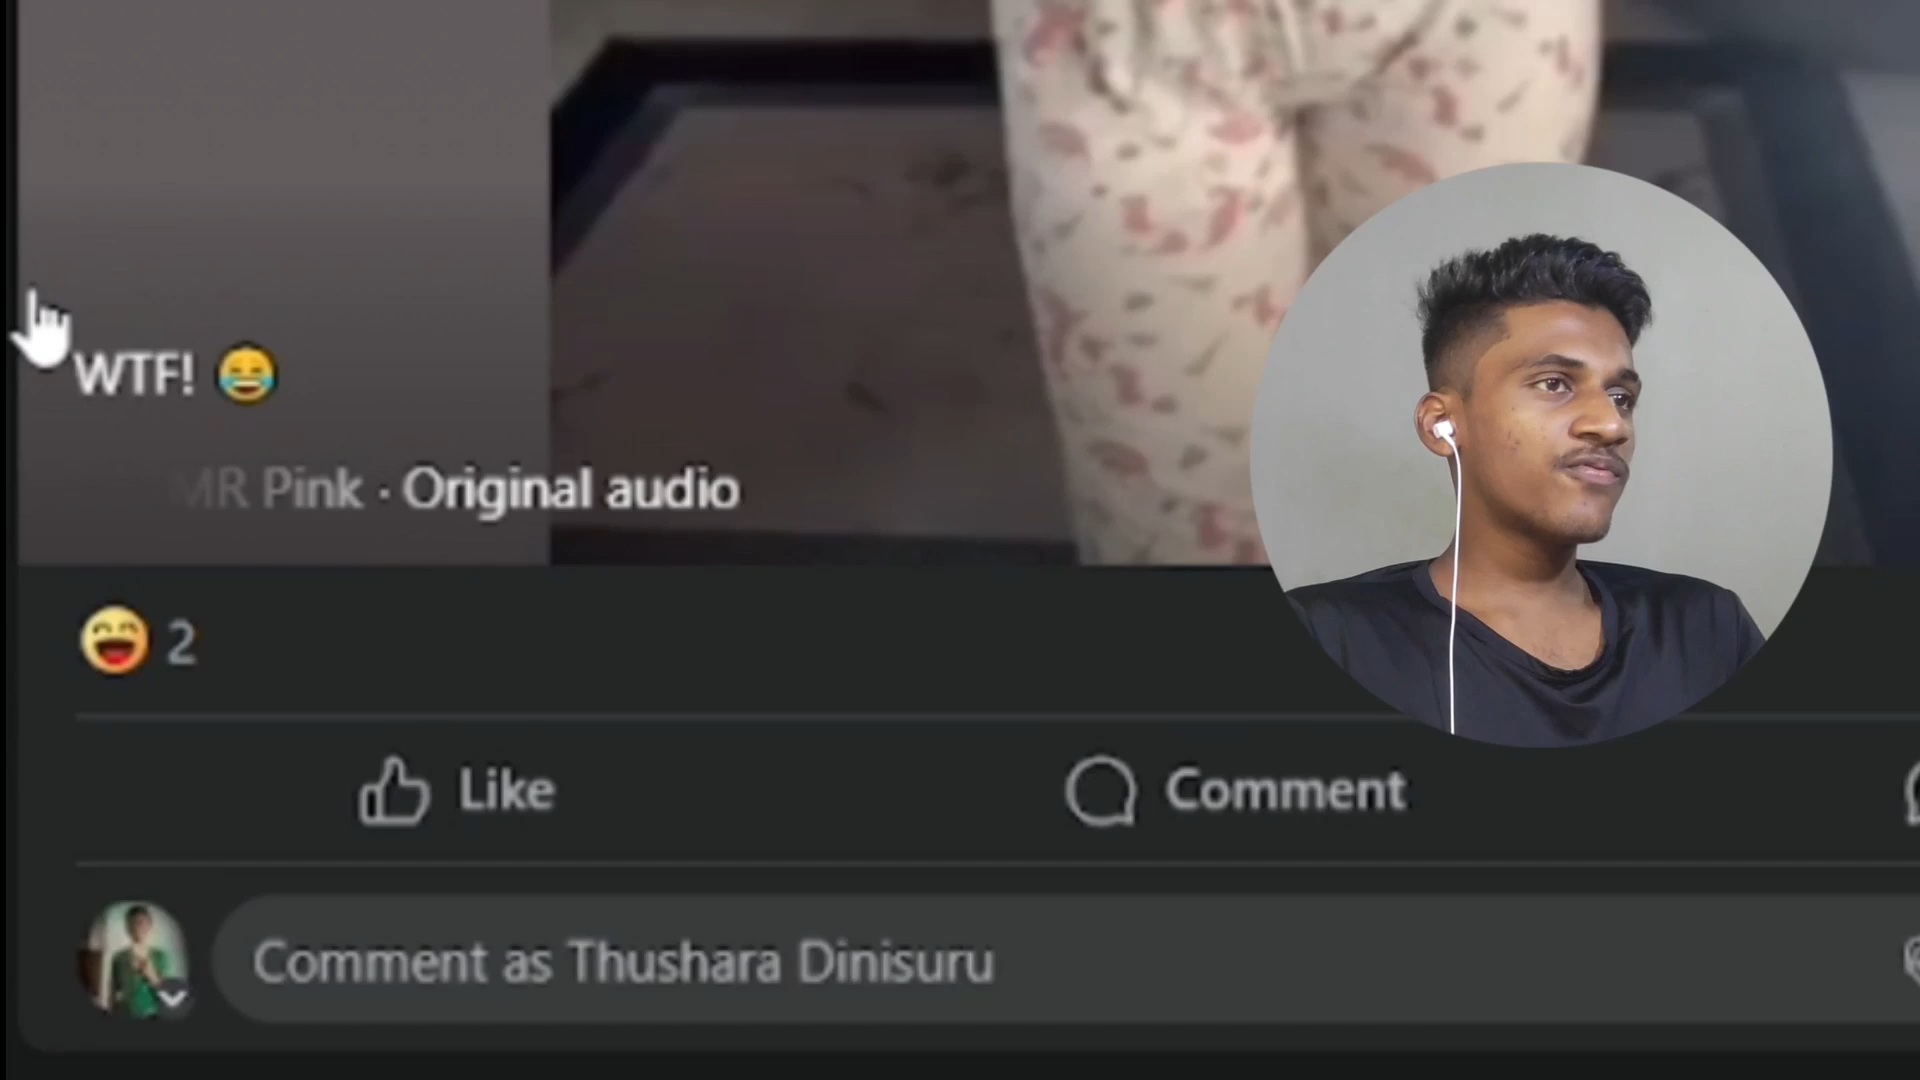 WTF! 😂
MR Pink · Original audio
2
Like
Comment
Comment as Thushara Dinisuru